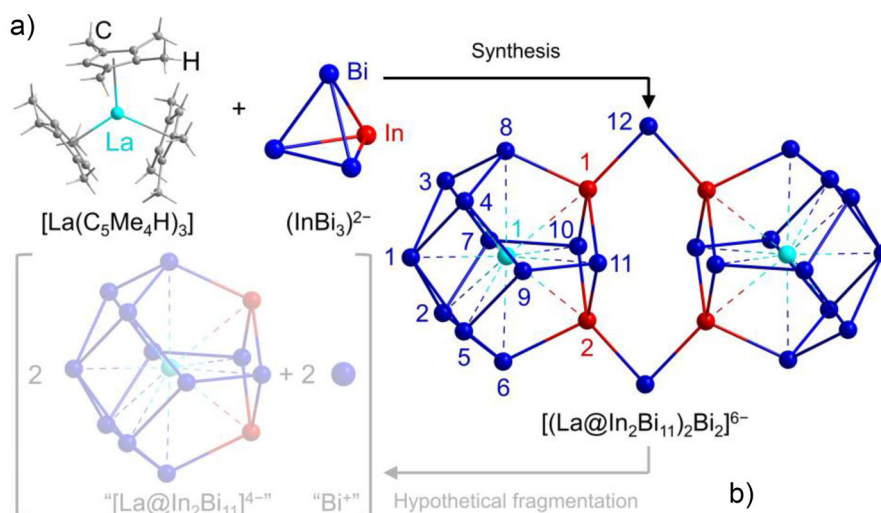 a)
C
H
La
[La(C₅Me₄H)₃]
+
Bi
In
(InBi₃)²⁻
Synthesis
12
8
1
3
4
1
10
7
1
11
9
2
5
2
6
[(La@In₂Bi₁₁)₂Bi₂]⁶⁻
2
+ 2
“[La@In₂Bi₁₁]⁴⁻”
“Bi⁺”
Hypothetical fragmentation
b)